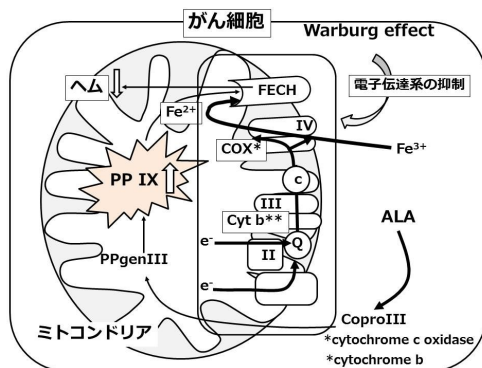 がん細胞
Warburg effect
電子伝達系の抑制
ヘム
FECH
Fe2+
IV
COX*
Fe3+
c
PP IX
III
Cyt b**
ALA
e-
Q
PPgenIII
II
e-
CoproIII
ミトコンドリア
*cytochrome c oxidase
*cytochrome b